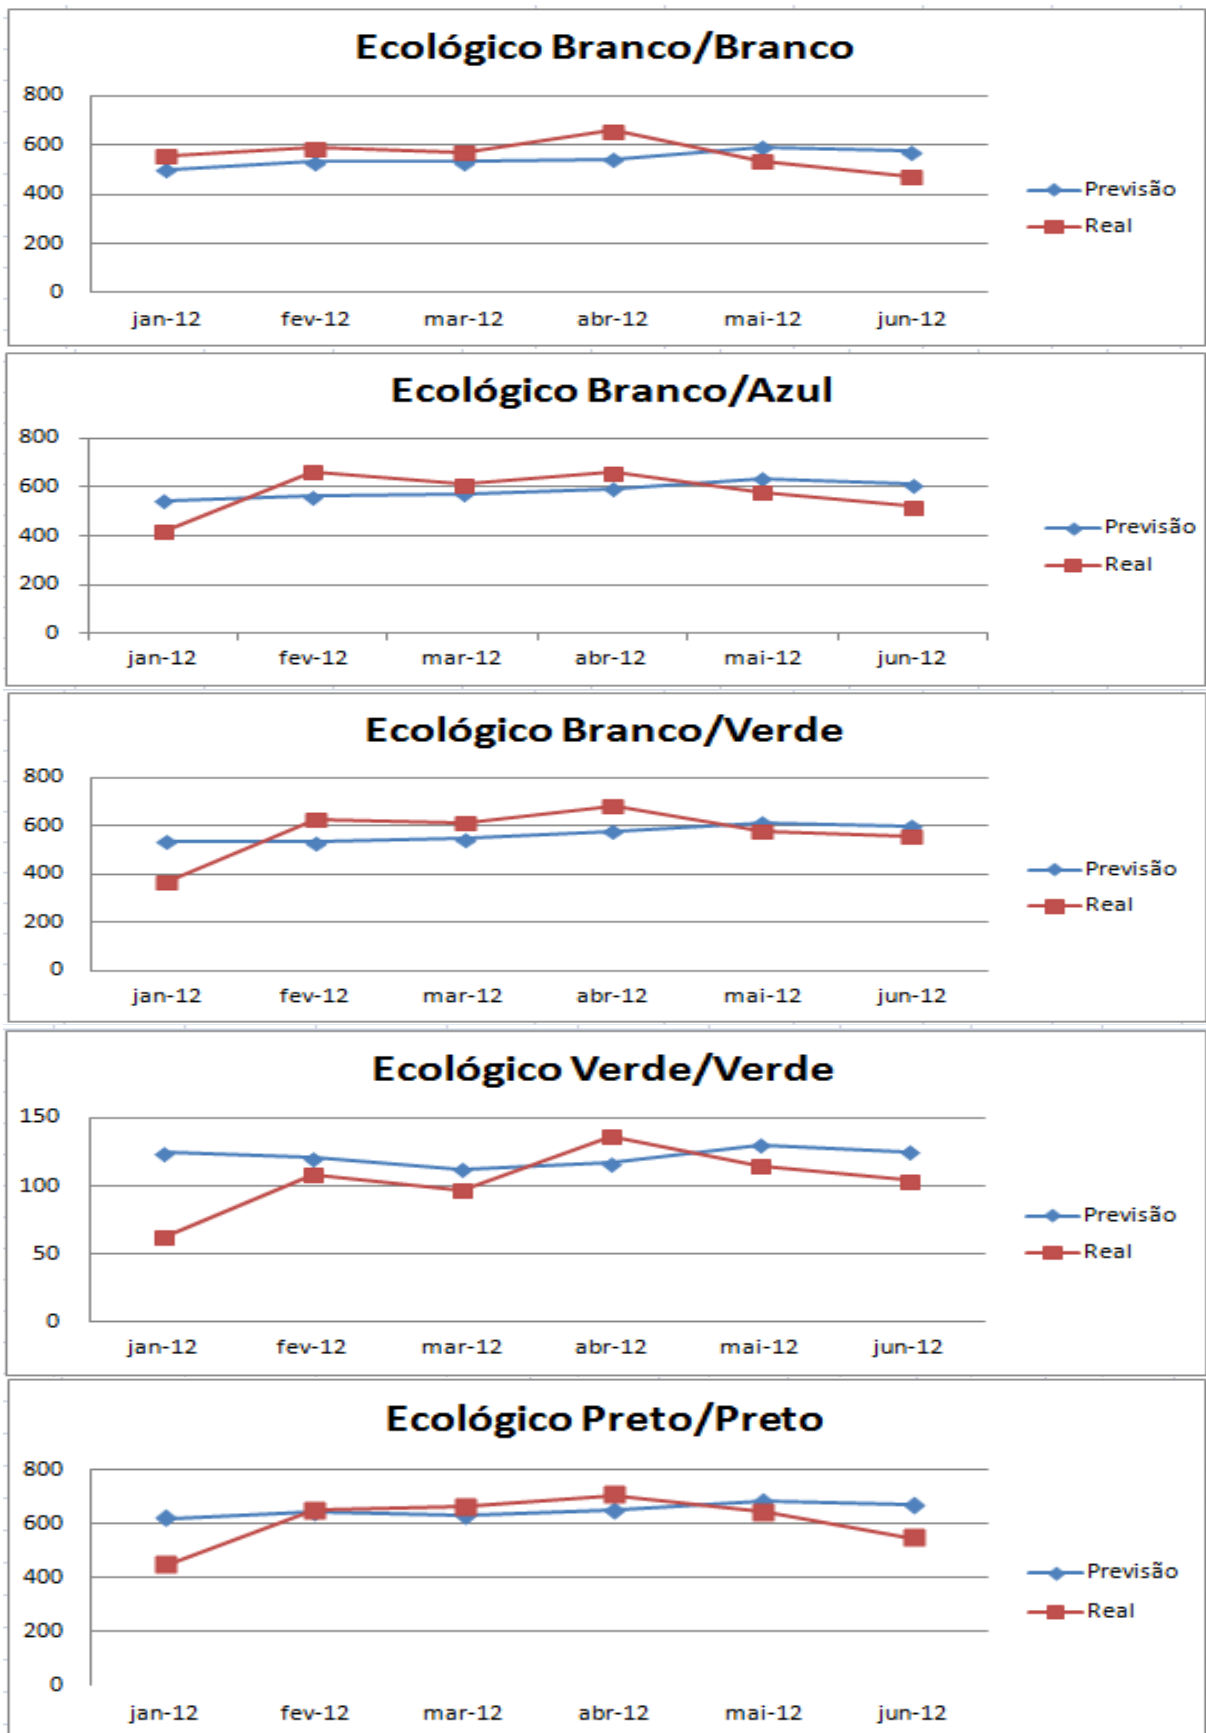 Ecológico Branco/Branco
800
600
400
200
0
jan-12 fev-12 mar-12 abr-12 mai-12 jun-12
Previsão
Real
Ecológico Branco/Azul
800
600
400
200
0
jan-12 fev-12 mar-12 abr-12 mai-12 jun-12
Previsão
Real
Ecológico Branco/Verde
800
600
400
200
0
jan-12 fev-12 mar-12 abr-12 mai-12 jun-12
Previsão
Real
Ecológico Verde/Verde
150
100
50
0
jan-12 fev-12 mar-12 abr-12 mai-12 jun-12
Previsão
Real
Ecológico Preto/Preto
800
600
400
200
0
jan-12 fev-12 mar-12 abr-12 mai-12 jun-12
Previsão
Real